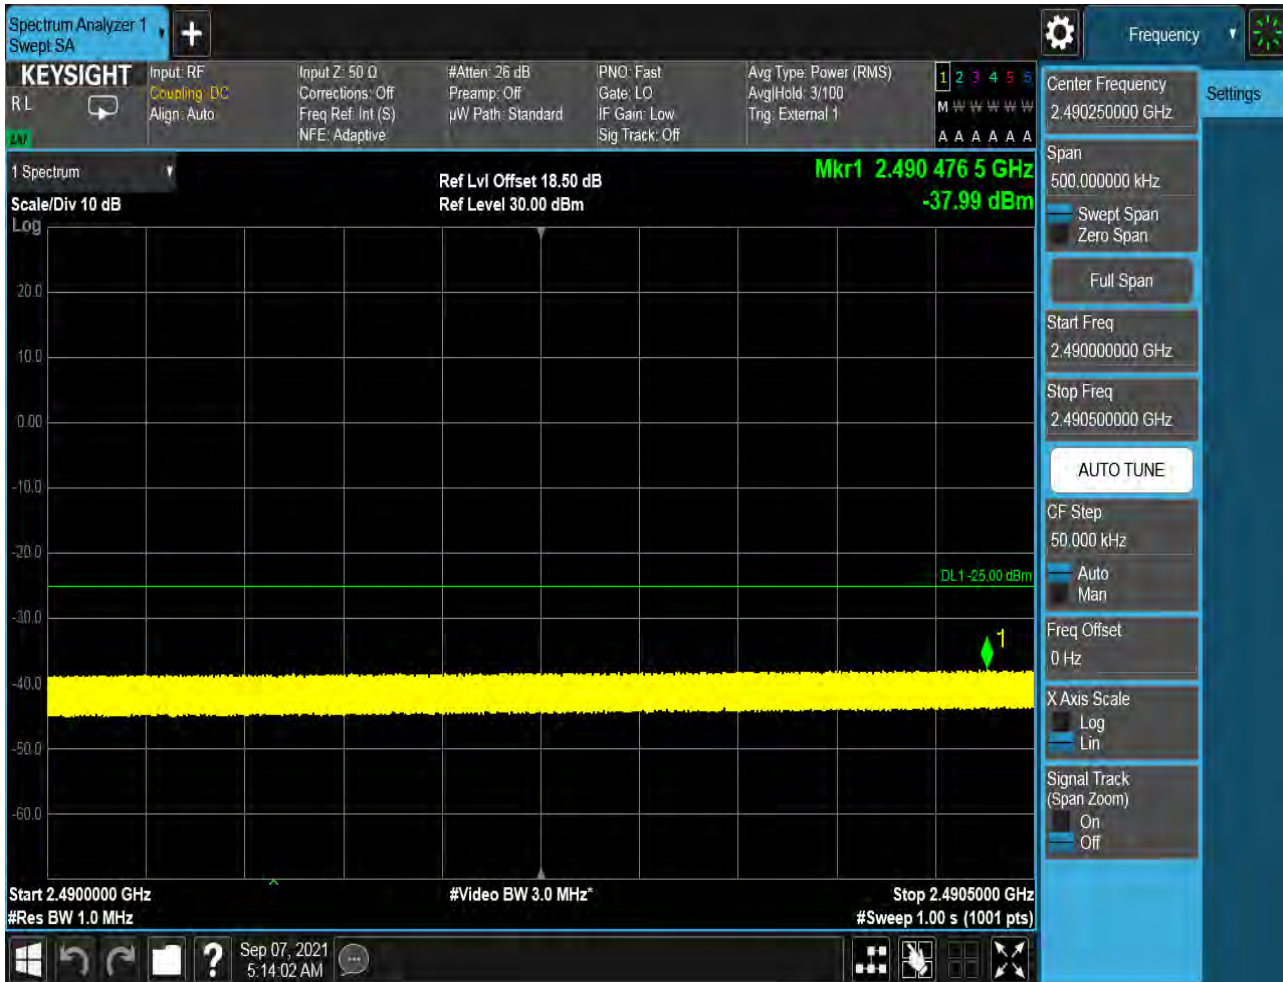 Spectrum Analyzer 1
Swept SA
Frequency
KEYSIGHT
R L
LNI
Input: RF
Coupling: DC
Align: Auto
Input Z: 50 Ω
Corrections: Off
Freq Ref: Int (S)
NFE: Adaptive
#Atten: 26 dB
Preamp: Off
µW Path: Standard
PNO: Fast
Gate: LO
IF Gain: Low
Sig Track: Off
Avg Type: Power (RMS)
Avg|Hold: 3/100
Trig: External 1
1 2 3 4 5 6
M W W W W W
A A A A A A
1 Spectrum
Scale/Div 10 dB
Log
Ref Lvl Offset 18.50 dB
Ref Level 30.00 dBm
Mkr1 2.490 476 5 GHz
-37.99 dBm
20.0
10.0
0.00
-10.0
-20.0
DL1 -25.00 dBm
-30.0
1
-40.0
-50.0
-60.0
Start 2.4900000 GHz
#Video BW 3.0 MHz*
Stop 2.4905000 GHz
#Res BW 1.0 MHz
#Sweep 1.00 s (1001 pts)
Sep 07, 2021
5:14:02 AM
?
Settings
Center Frequency
2.490250000 GHz
Span
500.000000 kHz
Swept Span
Zero Span
Full Span
Start Freq
2.490000000 GHz
Stop Freq
2.490500000 GHz
AUTO TUNE
CF Step
50.000 kHz
Auto
Man
Freq Offset
0 Hz
X Axis Scale
Log
Lin
Signal Track
(Span Zoom)
On
Off